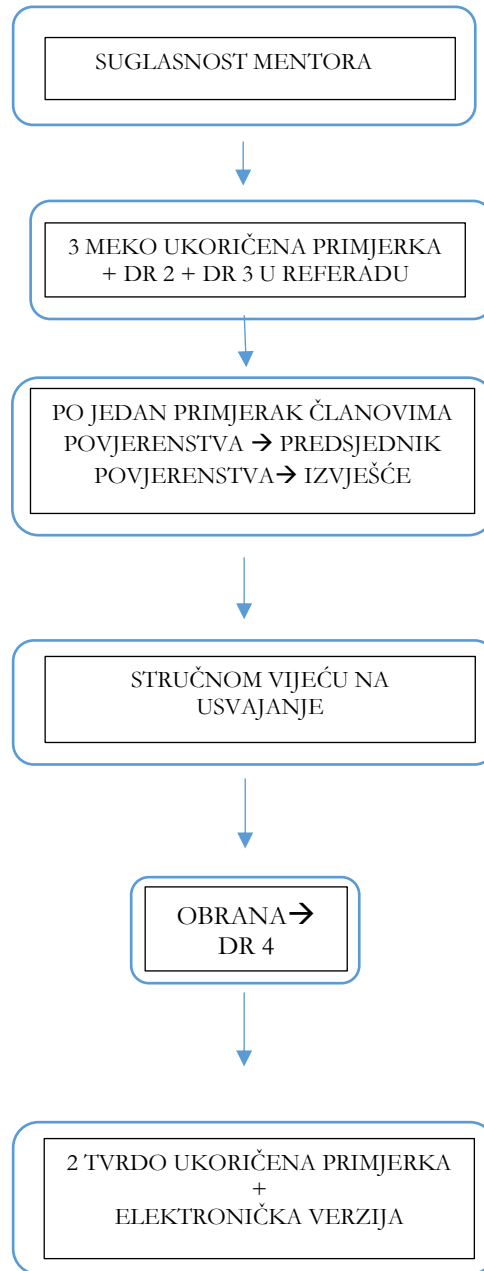 SUGLASNOST MENTORA
3 MEKO UKORIČENA PRIMJERKA
+ DR 2 + DR 3 U REFERADU
PO JEDAN PRIMJERAK ČLANOVIMA
POVJERENSTVA → PREDSJEDNIK
POVJERENSTVA→ IZVJEŠĆE
STRUČNOM VIJEĆU NA
USVAJANJE
OBRANA→
DR 4
2 TVRDO UKORIČENA PRIMJERKA
+
ELEKTRONIČKA VERZIJA